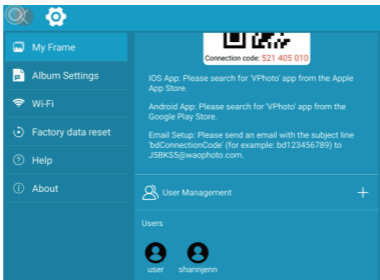 My Frame
Album Settings
Wi-Fi
Factory data reset
Help
About
Connection code: 521 405 010
IOS App: Please search for 'VPhoto' app from the Apple
App Store.
Android App: Please search for 'VPhoto' app from the
Google Play Store.
Email Setup: Please send an email with the subject line
'bdConnectionCode' (for example: bd123456789) to
J5BKS5@waophoto.com.
User Management
Users
user
shannjenn